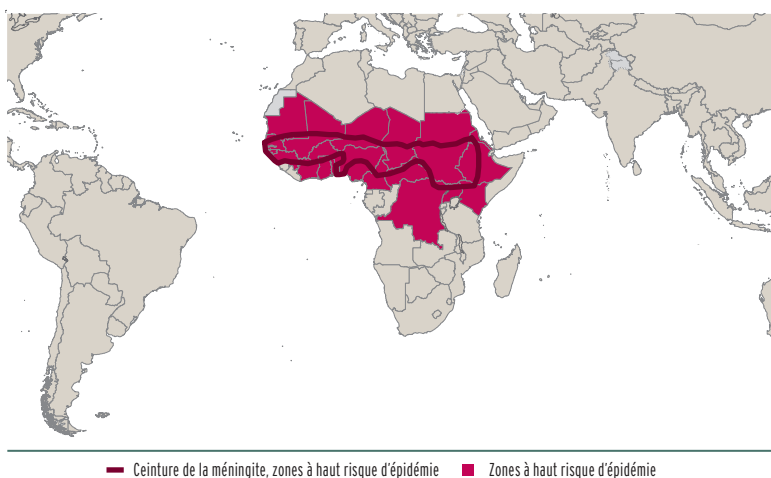 Ceinture de la méningite, zones à haut risque d'épidémie
Zones à haut risque d'épidémie